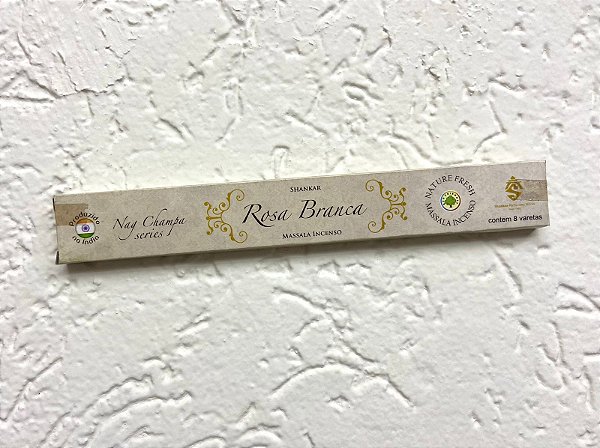 Produzido
na Índia
Nag Champa
series
SHANKAR
Rosa Branca
MASSALA INCENSO
NATURE FRESH
MASSALA INCENSO
contém 8 varetas